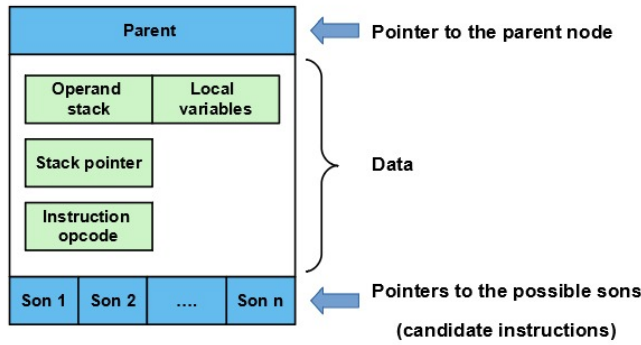 Parent
Pointer to the parent node
Operand Local
stack variables
Stack pointer
Data
Instruction
opcode
Son 1 Son 2 .... Son n
Pointers to the possible sons
(candidate instructions)